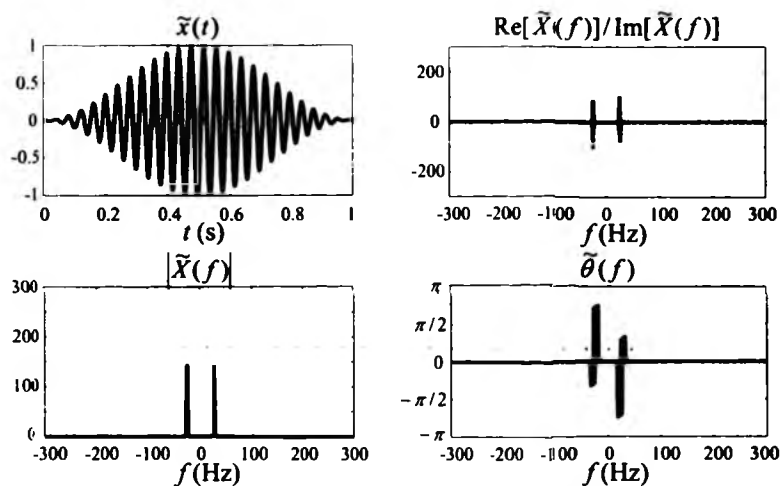 x̃(t)
1
0.5
0
-0.5
-1
0 0.2 0.4 0.6 0.8 1
t (s)
Re[X̃(f)]/Im[X̃(f)]
200
0
-200
-300 -200 -100 0 100 200 300
f(Hz)
|X̃(f)|
300
200
100
0
-300 -200 -100 0 100 200 300
f(Hz)
θ̃(f)
π
π/2
0
-π/2
-π
-300 -200 -100 0 100 200 300
f(Hz)